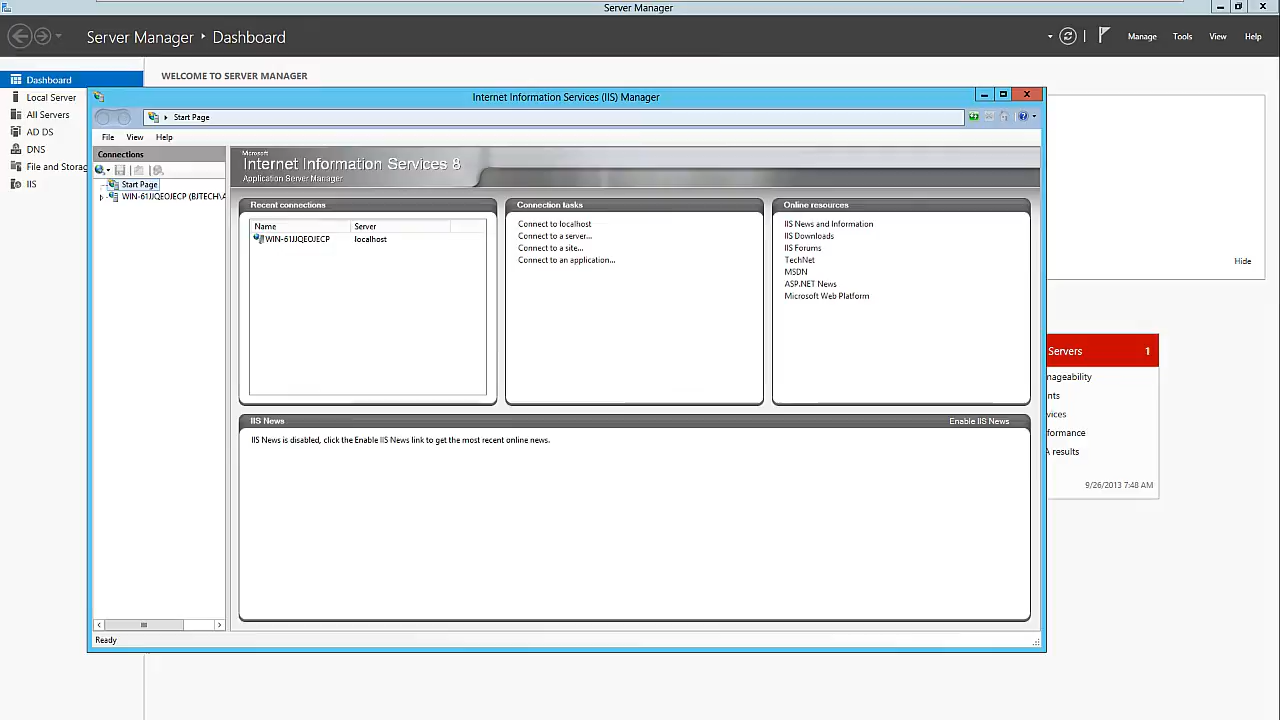 Server Manager
Server Manager
Dashboard
Manage
Tools
View
Help
Dashboard
Local Server
All Servers
AD DS
DNS
File and Storag
IIS
WELCOME TO SERVER MANAGER
Internet Information Services (IIS) Manager
Start Page
File
View
Help
Connections
Start Page
WIN-61JJQEOJECP (BJTECH\A
Microsoft
Internet Information Services 8
Application Server Manager
Recent connections
Name
Server
WIN-61JJQEOJECP
localhost
Connection tasks
Connect to localhost
Connect to a server...
Connect to a site...
Connect to an application...
Online resources
IIS News and Information
IIS Downloads
IIS Forums
TechNet
MSDN
ASP.NET News
Microsoft Web Platform
IIS News
Enable IIS News
IIS News is disabled, click the Enable IIS News link to get the most recent online news.
Ready
Hide
Servers
1
nageability
nts
vices
ormance
A results
9/26/2013 7:48 AM